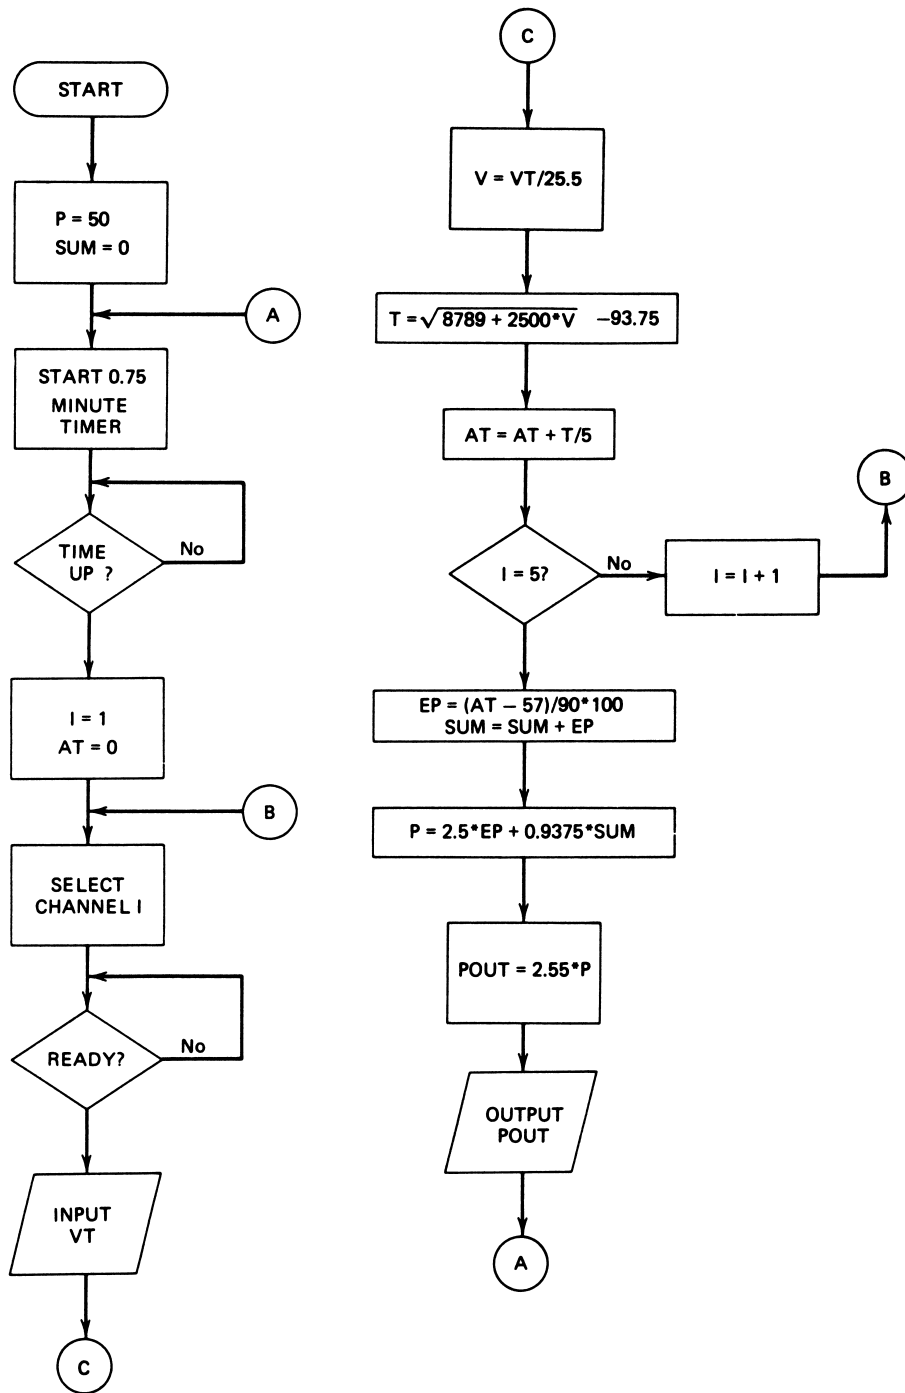 START
P = 50
SUM = 0
A
START 0.75
MINUTE
TIMER
TIME
UP ?
No
I = 1
AT = 0
B
SELECT
CHANNEL I
READY?
No
INPUT
VT
C
C
V = VT/25.5
T = √8789 + 2500*V −93.75
AT = AT + T/5
I = 5?
No
I = I + 1
B
EP = (AT − 57)/90*100
SUM = SUM + EP
P = 2.5*EP + 0.9375*SUM
POUT = 2.55*P
OUTPUT
POUT
A